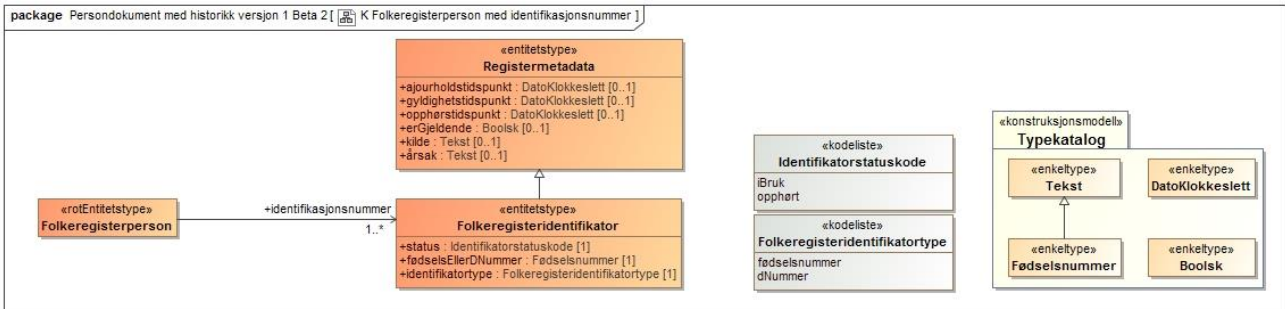 package Persondokument med historikk versjon 1 Beta 2 [ K Folkeregisterperson med identifikasjonsnummer ]
«entitetstype»
Registermetadata
+ajourholdstidspunkt : DatoKlokkeslett [0..1]
+gyldighetstidspunkt : DatoKlokkeslett [0..1]
+opphørstidspunkt : DatoKlokkeslett [0..1]
+erGjeldende : Boolsk [0..1]
+kilde : Tekst [0..1]
+årsak : Tekst [0..1]
«rotEntitetstype»
Folkeregisterperson
+identifikasjonsnummer
1..*
«entitetstype»
Folkeregisteridentifikator
+status : Identifikatorstatuskode [1]
+fødselsEllerDNummer : Fødselsnummer [1]
+identifikatortype : Folkeregisteridentifikatortype [1]
«kodeliste»
Identifikatorstatuskode
iBruk
opphørt
«kodeliste»
Folkeregisteridentifikatortype
fødselsnummer
dNummer
«konstruksjonsmodell»
Typekatalog
«enkeltype»
Tekst
«enkeltype»
DatoKlokkeslett
«enkeltype»
Fødselsnummer
«enkeltype»
Boolsk